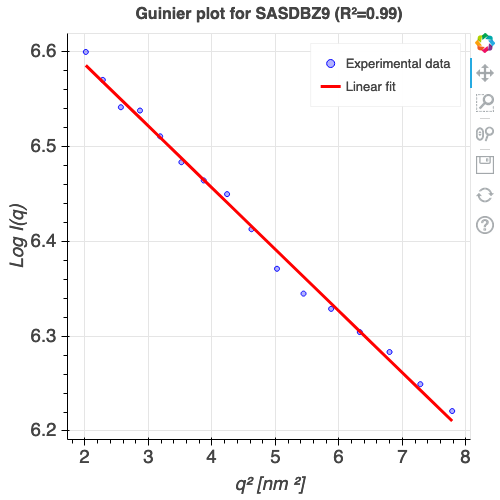 Guinier plot for SASDBZ9 (R²=0.99)
Experimental data
Linear fit
Log I(q)
6.6
6.5
6.4
6.3
6.2
2 3 4 5 6 7 8
q² [nm ²]